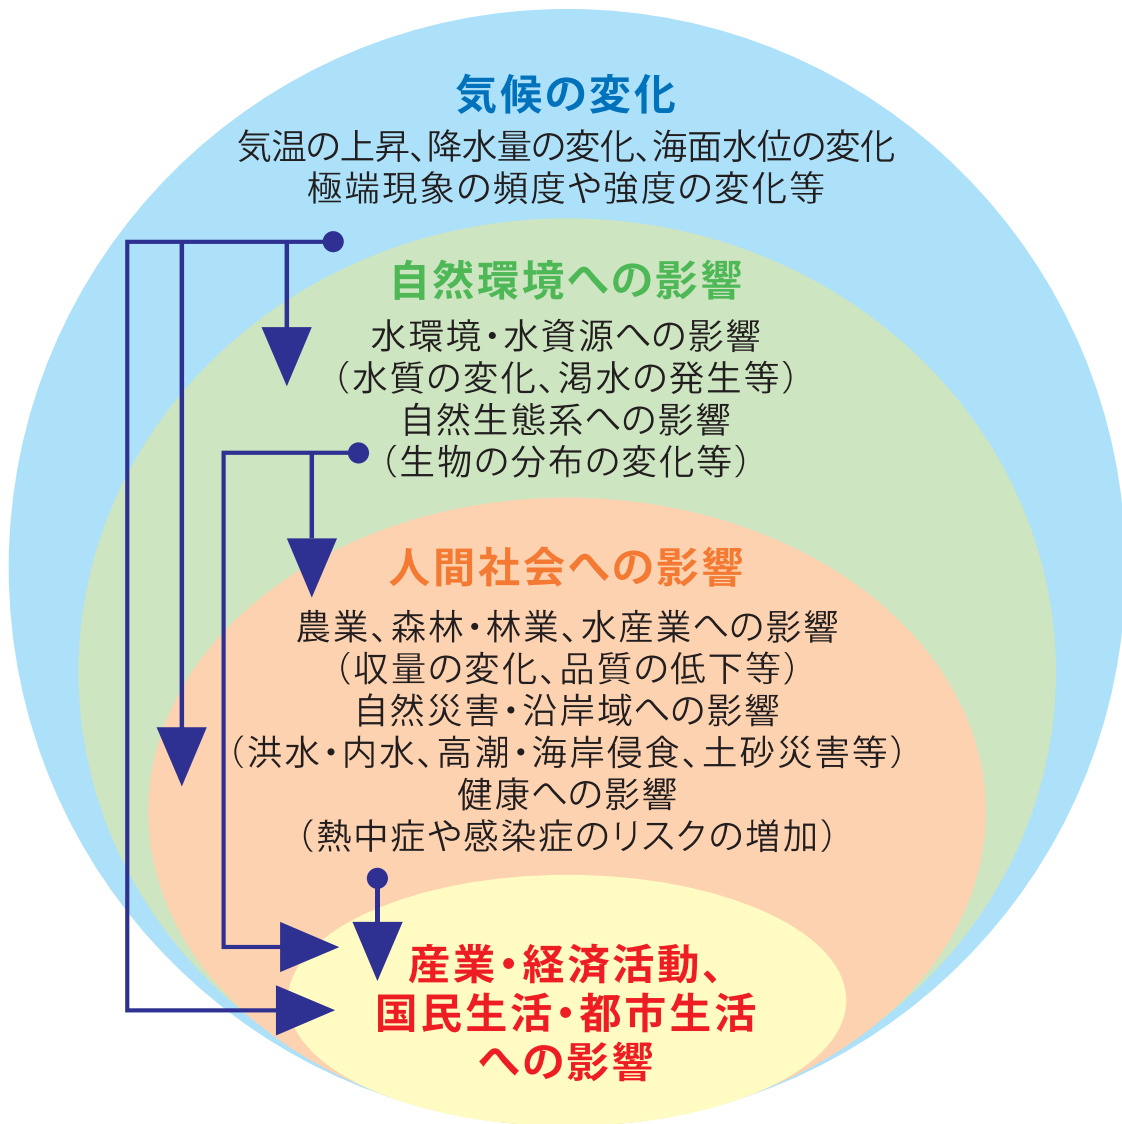 気候の変化
気温の上昇、降水量の変化、海面水位の変化
極端現象の頻度や強度の変化等
自然環境への影響
水環境・水資源への影響
（水質の変化、渇水の発生等）
自然生態系への影響
（生物の分布の変化等）
人間社会への影響
農業、森林・林業、水産業への影響
（収量の変化、品質の低下等）
自然災害・沿岸域への影響
（洪水・内水、高潮・海岸侵食、土砂災害等）
健康への影響
（熱中症や感染症のリスクの増加）
産業・経済活動、
国民生活・都市生活
への影響